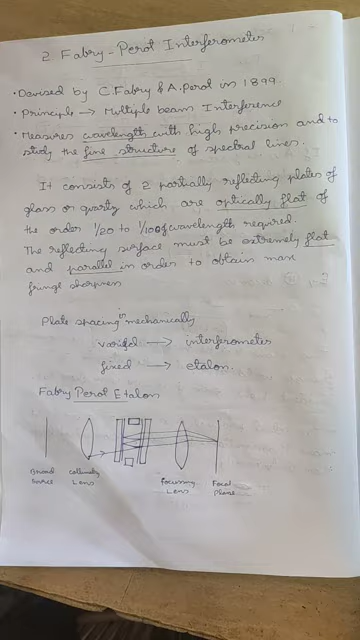 2. Fabry-Perot Interferometer
• Devised by C.Fabry & A.Perot in 1899.
• Principle → Multiple beam Interference
• Measures wavelength with high precision and to
study the fine structure of spectral lines.
It consists of 2 partially reflecting plates of
glass or quartz which are optically flat of
the order 1/20 to 1/100 of wavelength required.
The reflecting surface must be extremely flat
and parallel in order to obtain max
fringe sharpness
Plate spacing is mechanically
varied → interferometer
fixed → etalon.
Fabry Perot Etalon
Broad Source
Lens
focussing Lens
Focal Plane